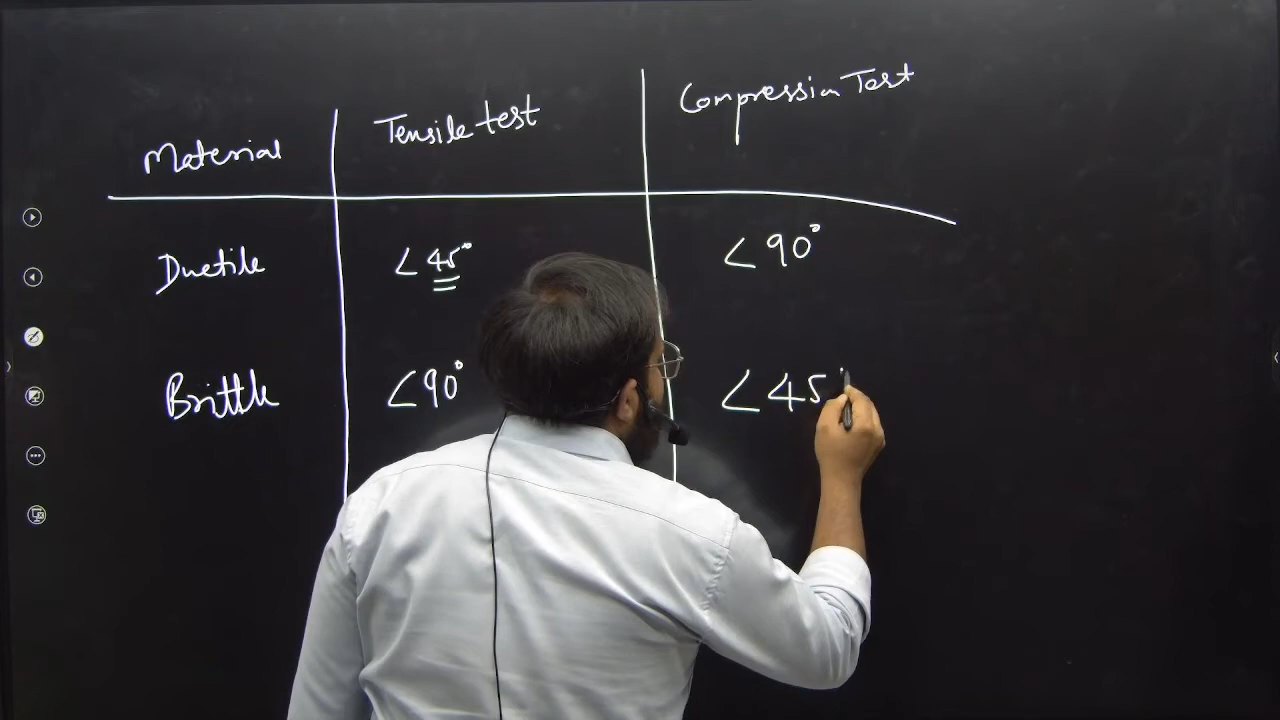 Material Tensile test Compression Test
Ductile < 45° < 90°
Brittle < 90° < 45°